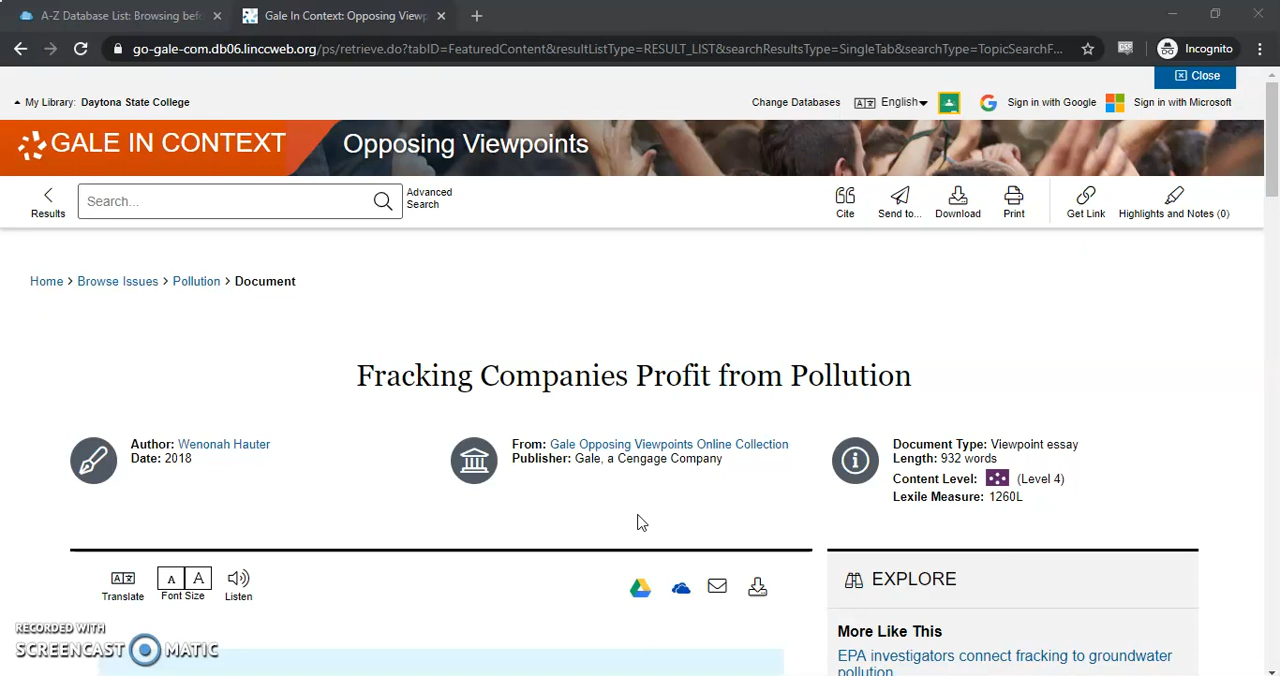 A-Z Database List: Browsing bef
Gale In Context: Opposing Viewp
go-gale-com.db06.linccweb.org/ps/retrieve.do?tabID=FeaturedContent&resultListType=RESULT_LIST&searchResultsType=SingleTab&searchType=TopicSearchF...
Incognito
Close
My Library: Daytona State College
Change Databases
English
Sign in with Google
Sign in with Microsoft
GALE IN CONTEXT
Opposing Viewpoints
Results
Search...
Advanced
Search
Cite
Send to...
Download
Print
Get Link
Highlights and Notes (0)
Home > Browse Issues > Pollution > Document
Fracking Companies Profit from Pollution
Author: Wenonah Hauter
Date: 2018
From: Gale Opposing Viewpoints Online Collection
Publisher: Gale, a Cengage Company
Document Type: Viewpoint essay
Length: 932 words
Content Level: (Level 4)
Lexile Measure: 1260L
Translate
A A
Font Size
Listen
EXPLORE
More Like This
EPA investigators connect fracking to groundwater
pollution
RECORDED WITH
SCREENCAST MATIC